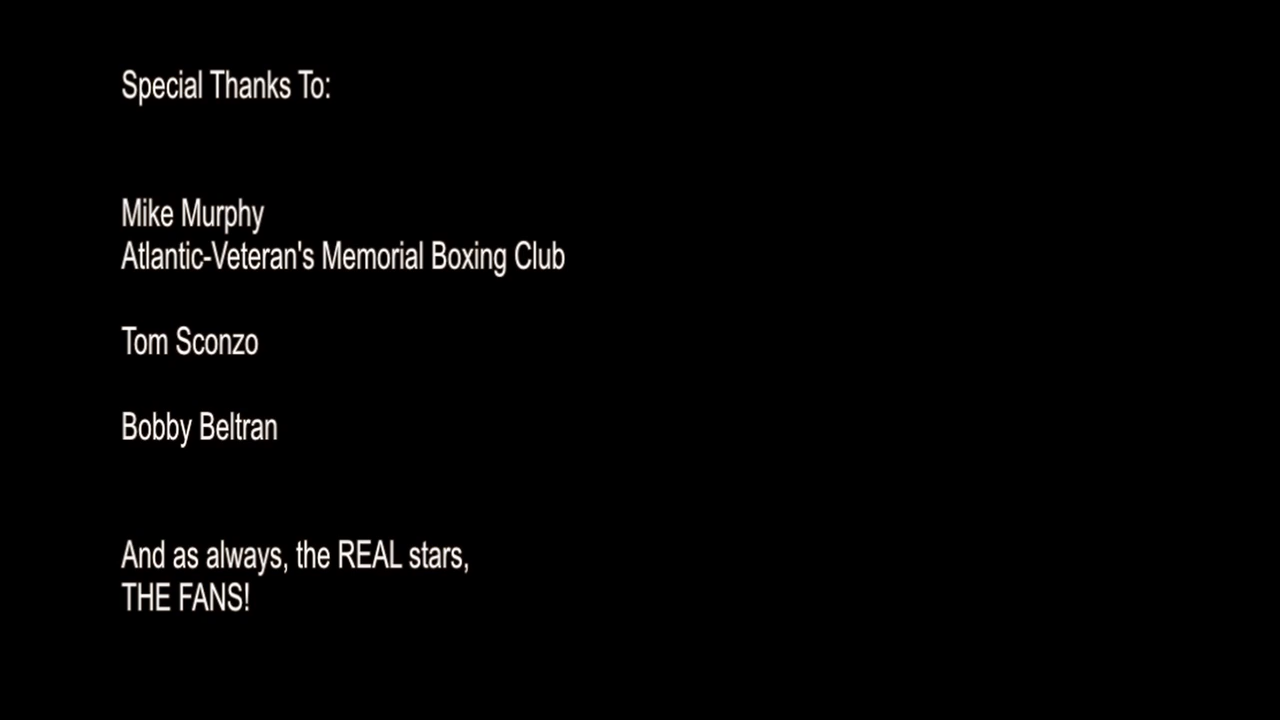 Special Thanks To:
Mike Murphy
Atlantic-Veteran's Memorial Boxing Club
Tom Sconzo
Bobby Beltran
And as always, the REAL stars,
THE FANS!